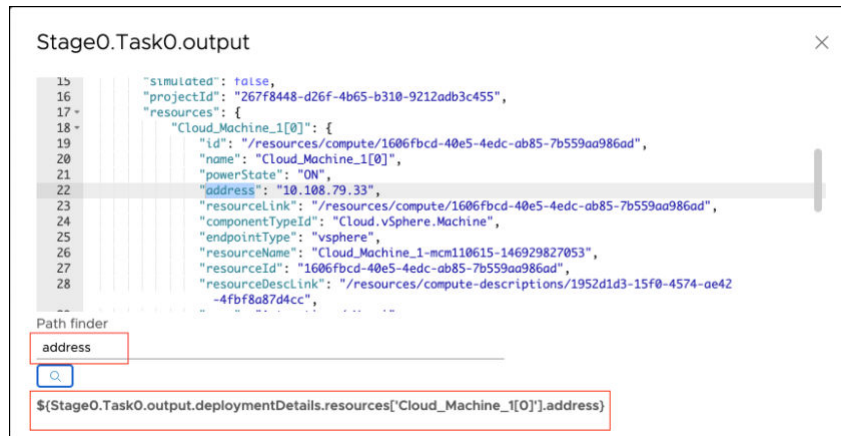 Stage0.Task0.output
15 "simulated": false,
16 "projectId": "267f8448-d26f-4b65-b310-9212adb3c455",
17 "resources": {
18 "Cloud_Machine_1[0]": {
19 "id": "/resources/compute/1606fbcd-40e5-4edc-ab85-7b559aa986ad",
20 "name": "Cloud_Machine_1[0]",
21 "powerState": "ON",
22 "address": "10.108.79.33",
23 "resourceLink": "/resources/compute/1606fbcd-40e5-4edc-ab85-7b559aa986ad",
24 "componentTypeId": "Cloud.vSphere.Machine",
25 "endpointType": "vsphere",
26 "resourceName": "Cloud_Machine_1-mcm110615-146929827053",
27 "resourceId": "1606fbcd-40e5-4edc-ab85-7b559aa986ad",
28 "resourceDescLink": "/resources/compute-descriptions/1952d1d3-15f0-4574-ae42
-4fbf8a87d4cc",
Path finder
address
${Stage0.Task0.output.deploymentDetails.resources['Cloud_Machine_1[0]'].address}